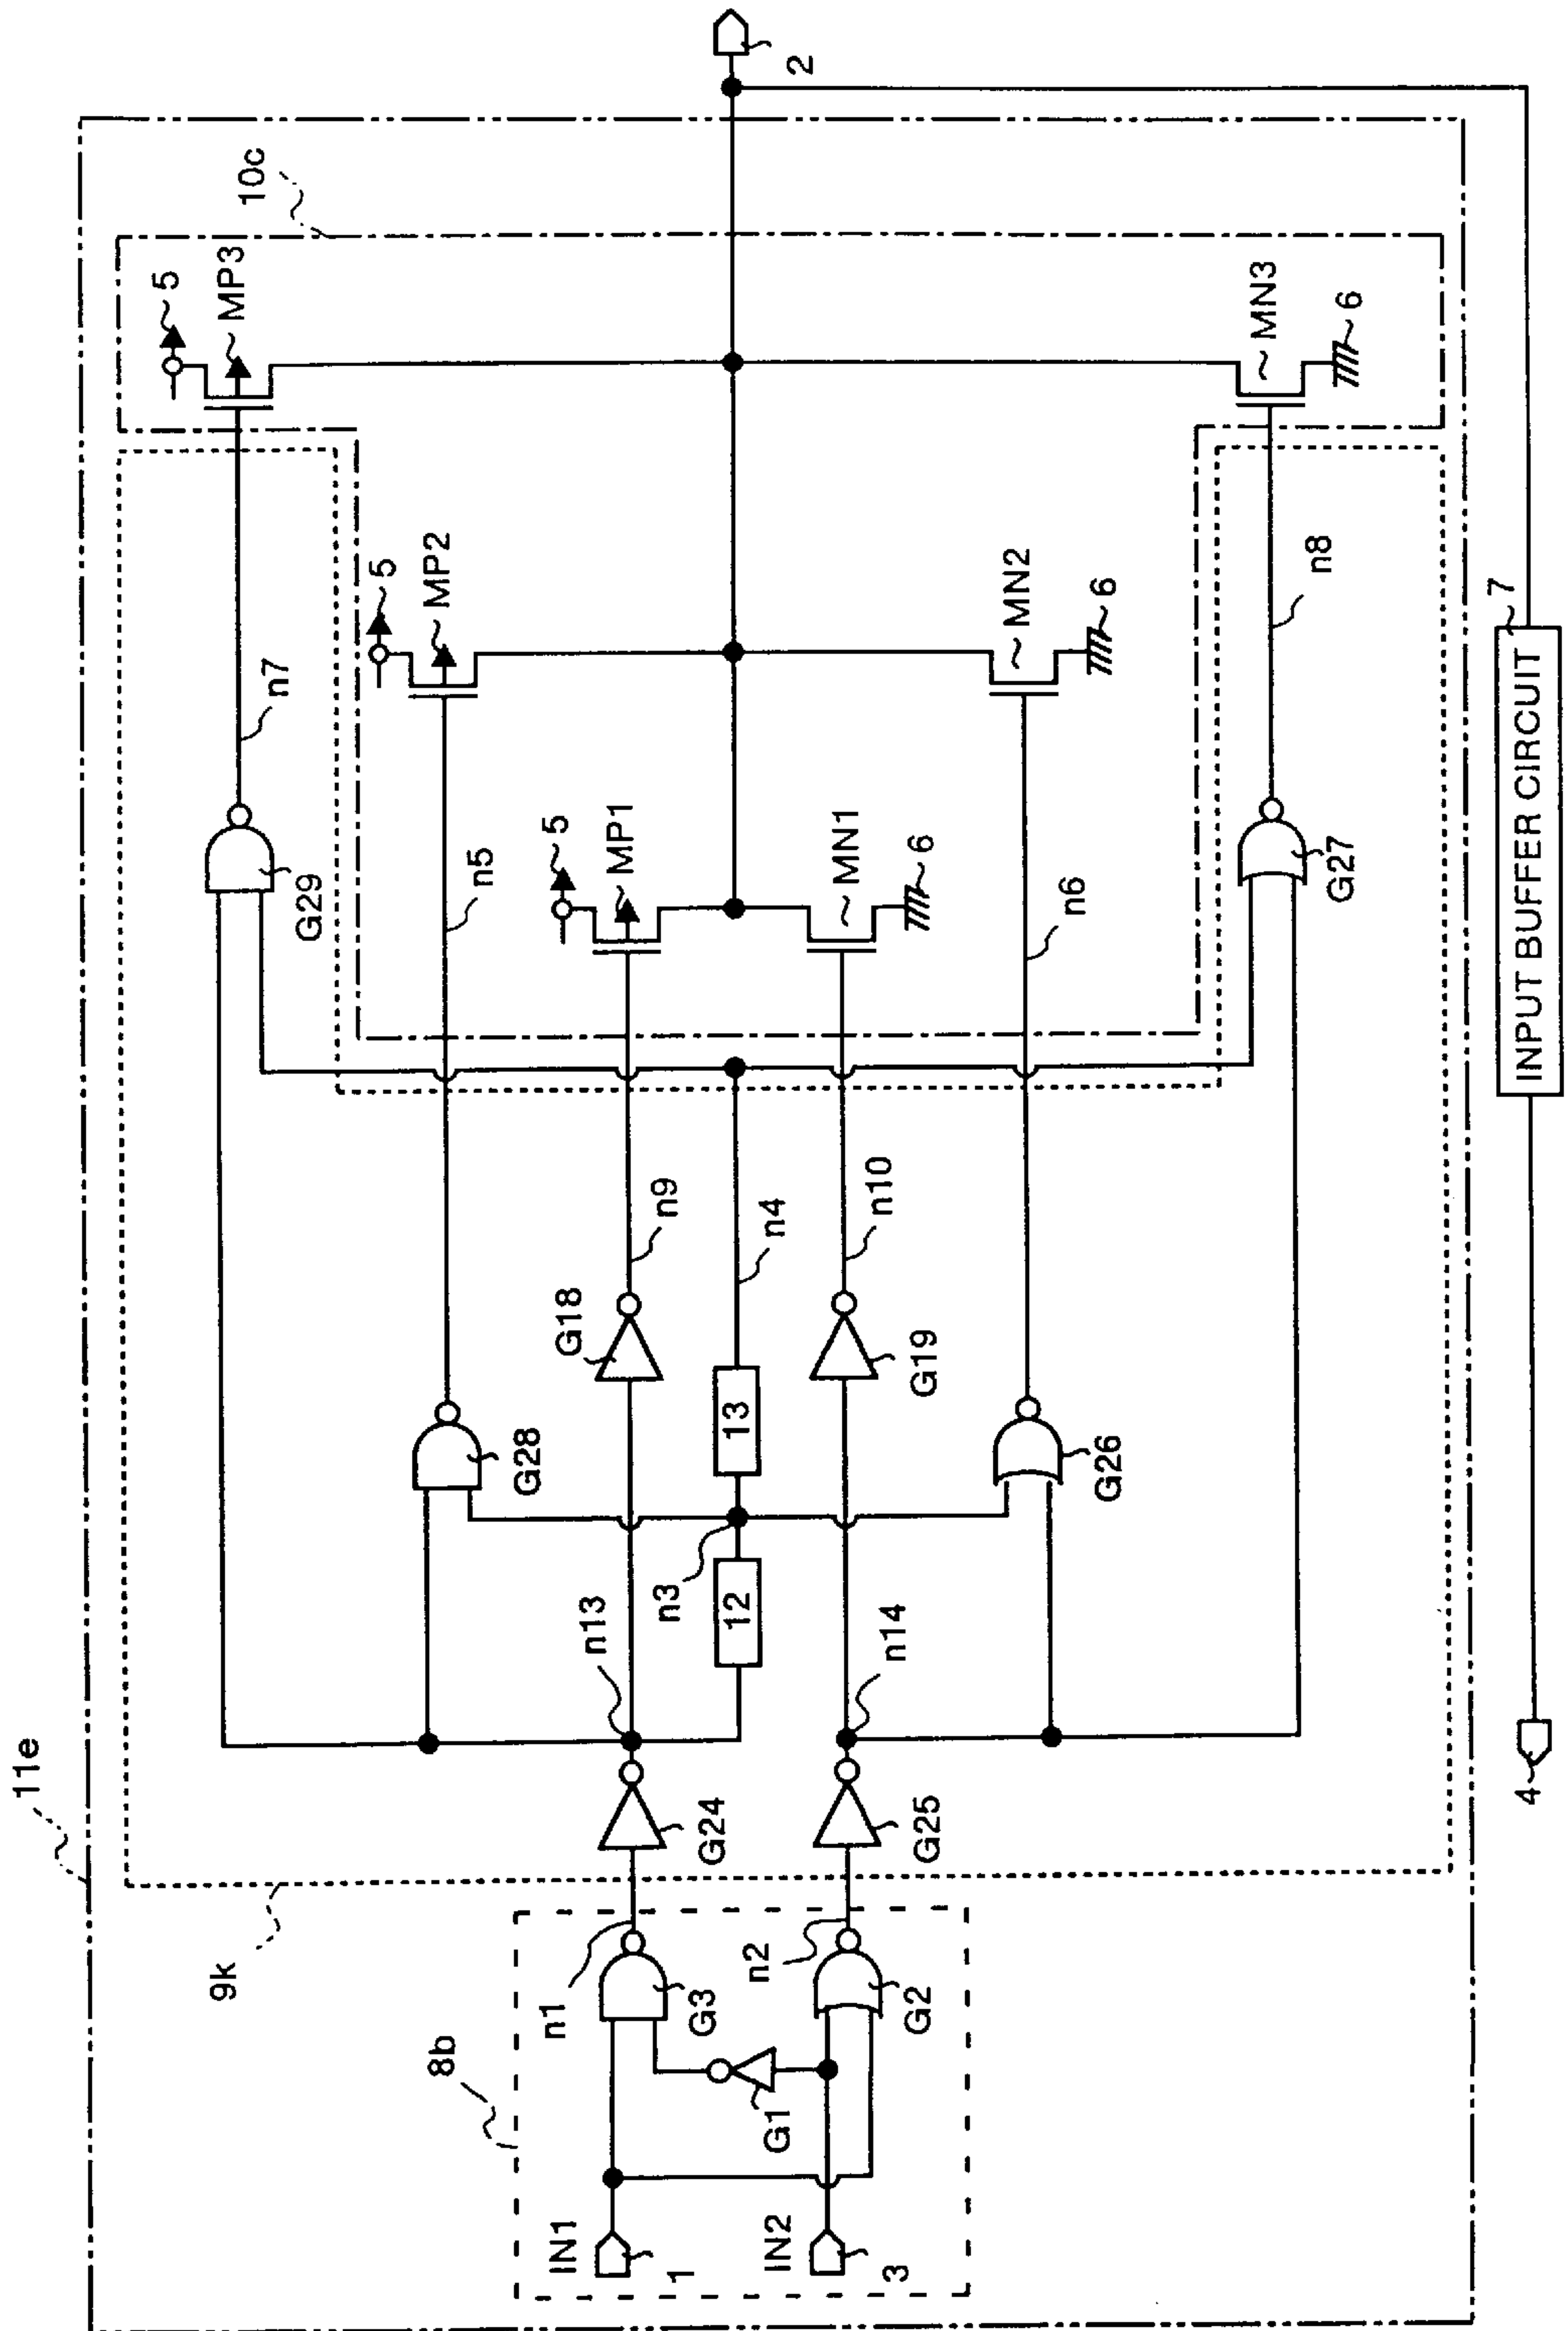 11e
9k
8b
10c
IN1
1
IN2
3
G1
G3
G2
n1
n2
G24
G25
n13
n14
n3
12
13
n4
G28
G18
G19
G26
n9
n10
G29
G27
n5
n6
n7
n8
5
MP1
MN1
6
5
MP2
MN2
6
5
MP3
MN3
6
2
INPUT BUFFER CIRCUIT
7
4